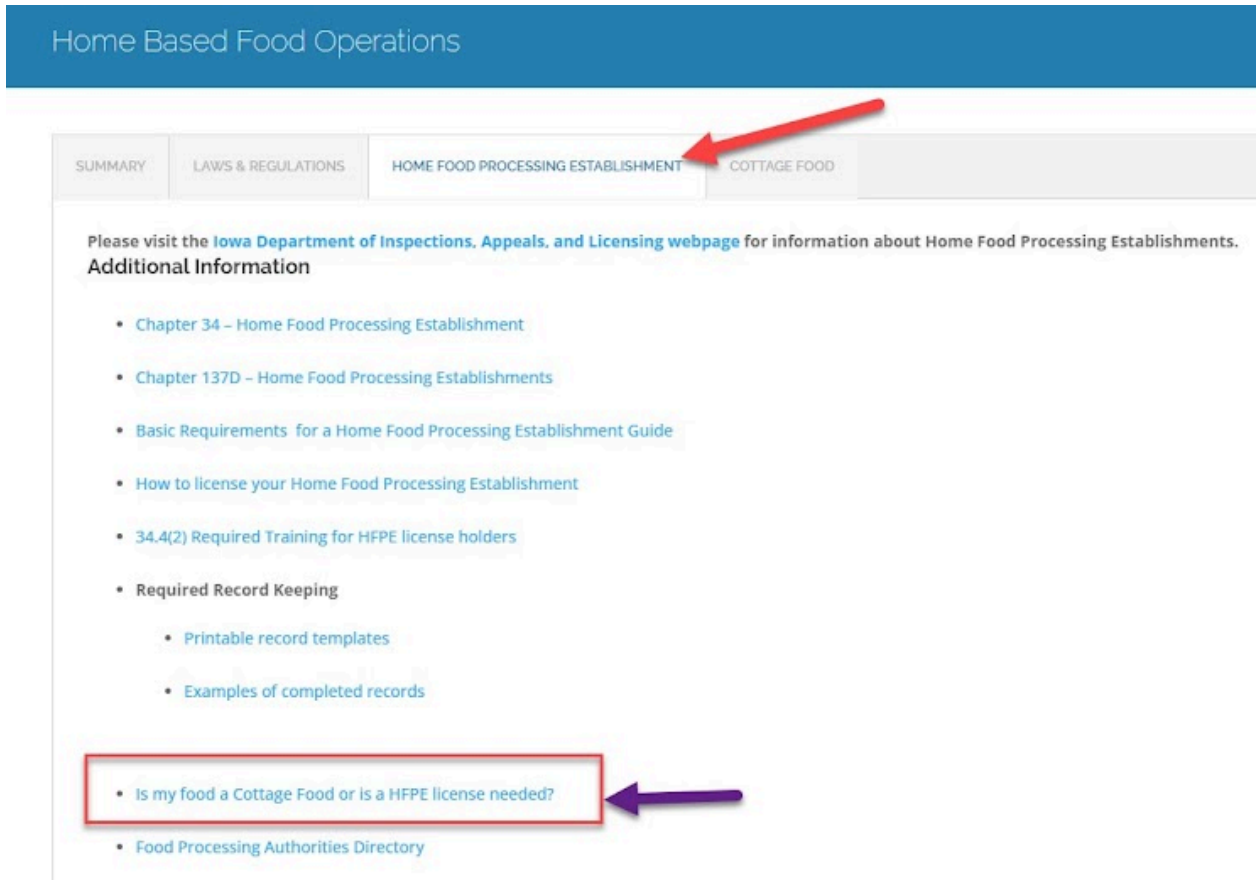 Home Based Food Operations
SUMMARY
LAWS & REGULATIONS
HOME FOOD PROCESSING ESTABLISHMENT
COTTAGE FOOD
Please visit the Iowa Department of Inspections, Appeals, and Licensing webpage for information about Home Food Processing Establishments.
Additional Information
• Chapter 34 – Home Food Processing Establishment
• Chapter 137D – Home Food Processing Establishments
• Basic Requirements for a Home Food Processing Establishment Guide
• How to license your Home Food Processing Establishment
• 34.4(2) Required Training for HFPE license holders
• Required Record Keeping
• Printable record templates
• Examples of completed records
• Is my food a Cottage Food or is a HFPE license needed?
• Food Processing Authorities Directory